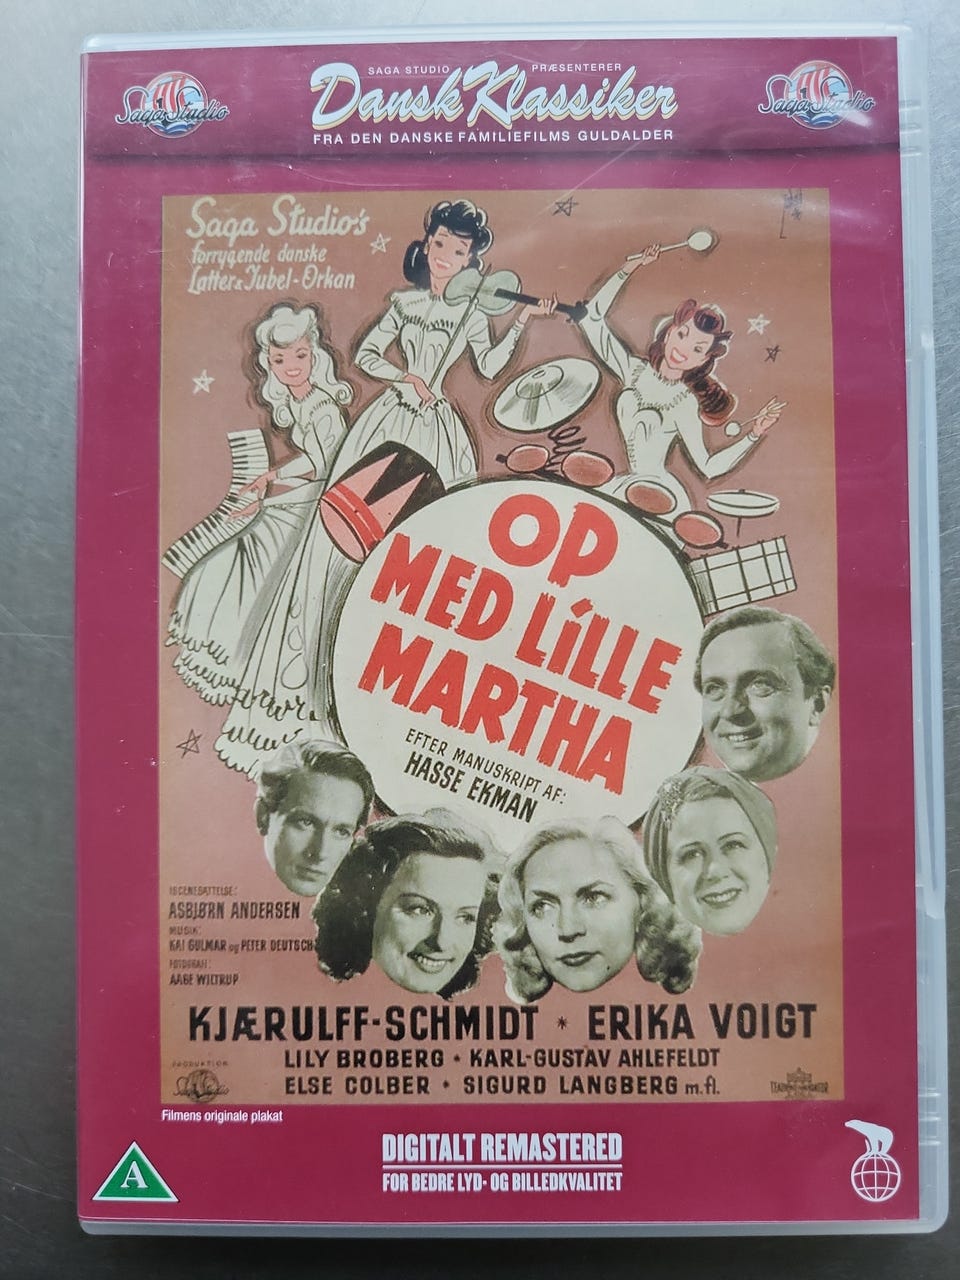 SAGA STUDIO PRÆSENTERER
Saga Studio
Dansk Klassiker
Saga Studio
FRA DEN DANSKE FAMILIEFILMS GULDALDER
Saga Studio's
forrygende danske
Latter & Jubel-Orkan
OP
MED LILLE
MARTHA
EFTER MANUSKRIPT AF:
HASSE EKMAN
ISCENESÆTTELSE:
ASBJØRN ANDERSEN
MUSIK:
KAI GULMAR og PETER DEUTSCH
FOTOGRAFI:
AAGE WILTRUP
KJÆRULFF-SCHMIDT * ERIKA VOIGT
LILY BROBERG • KARL-GUSTAV AHLEFELDT
ELSE COLBER • SIGURD LANGBERG m.fl.
PRODUKTION
Saga Studio
Filmens originale plakat
DIGITALT REMASTERED
FOR BEDRE LYD- OG BILLEDKVALITET
A